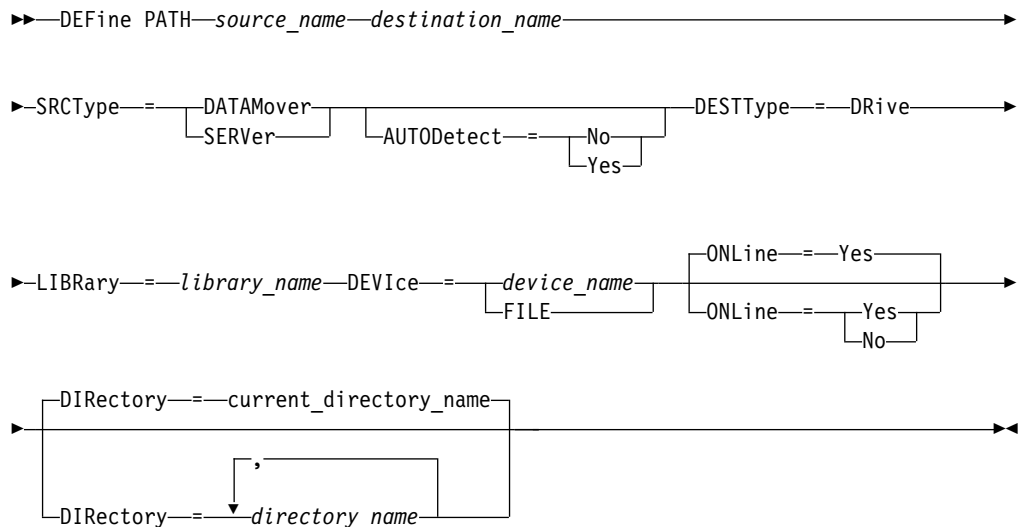 DEFine PATH source_name destination_name
SRCType = DATAMover DESTType = DRive
SERVer AUTODetect = No
Yes
ONLine = Yes
LIBRary = library_name DEVIce = device_name
FILE ONLine = Yes
No
DIRectory = current_directory_name
,
DIRectory = directory_name